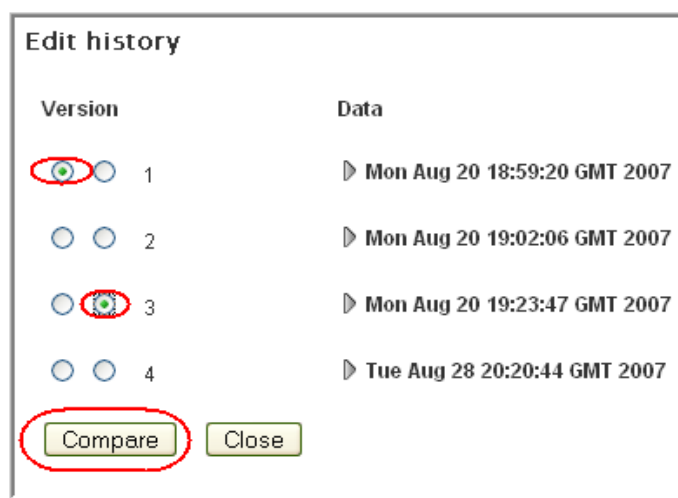 Edit history
Version Data
1 Mon Aug 20 18:59:20 GMT 2007
2 Mon Aug 20 19:02:06 GMT 2007
3 Mon Aug 20 19:23:47 GMT 2007
4 Tue Aug 28 20:20:44 GMT 2007
Compare Close